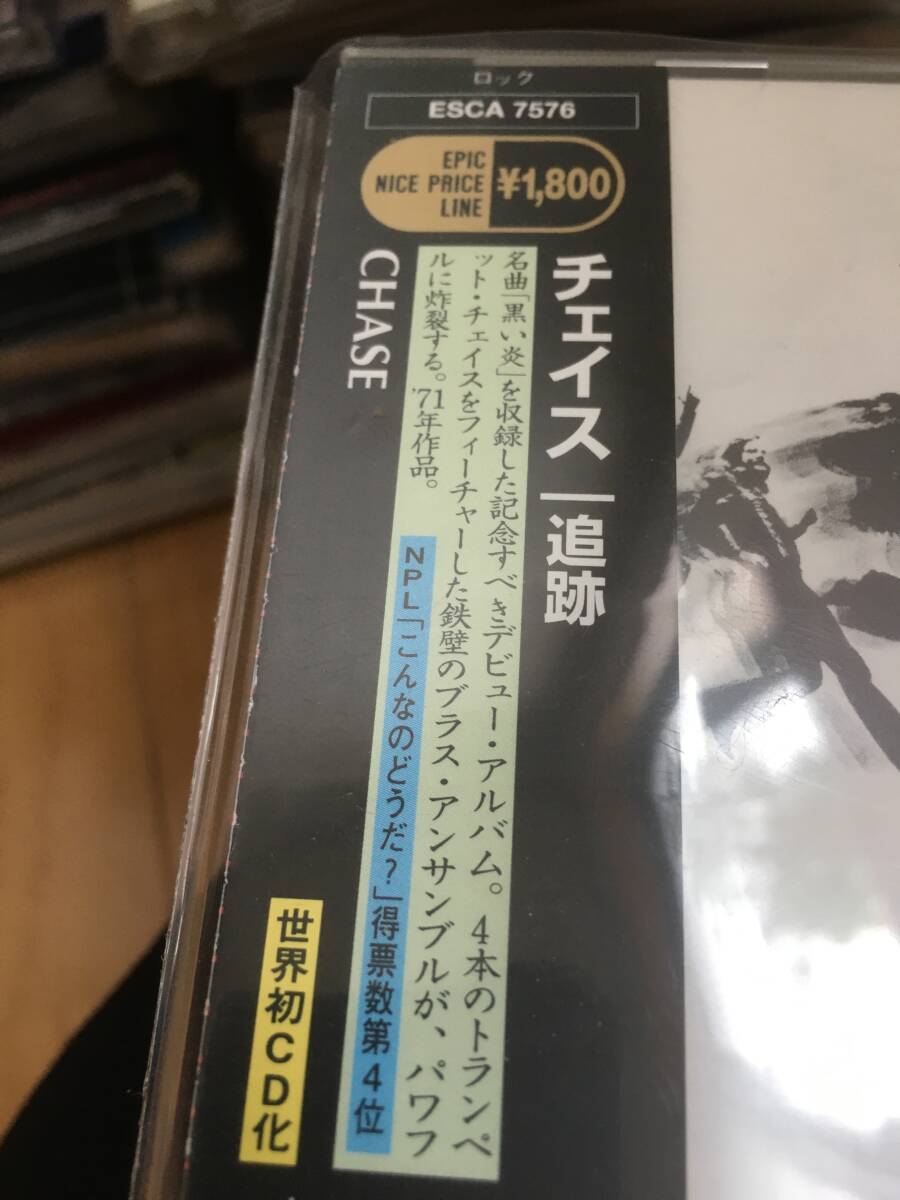 ロック
ESCA 7576
EPIC
NICE PRICE
LINE
¥1,800
チェイス｜追跡
名曲「黒い炎」を収録した記念すべきデビュー・アルバム。4本のトランペ
ット・チェイスをフィーチャーした鉄壁のブラス・アンサンブルが、パワフ
ルに炸裂する。'71年作品。
NPL「こんなのどうだ?」得票数第4位
CHASE
世界初CD化